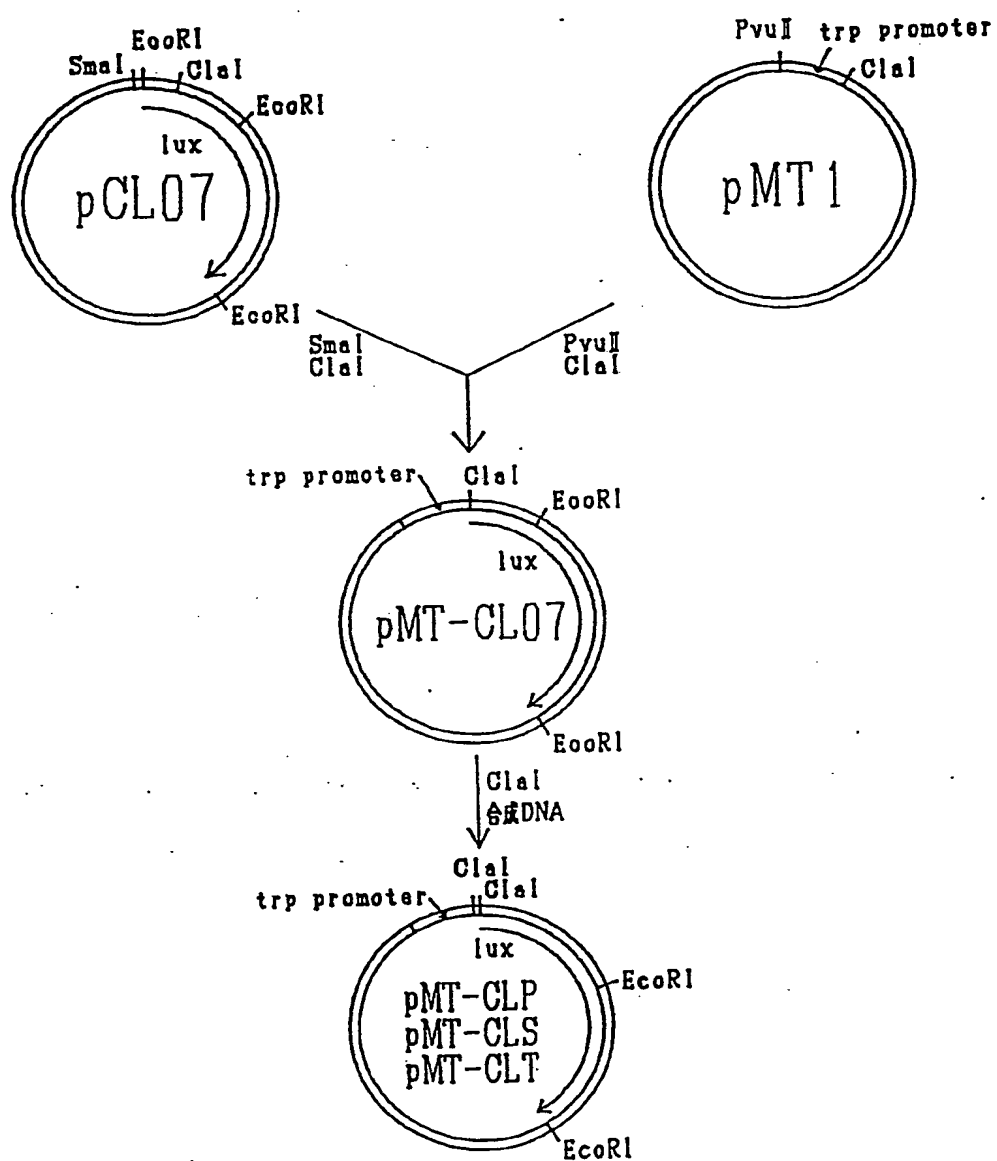 EcoRI
SmaI
ClaI
EcoRI
lux
pCL07
EcoRI
PvuⅡ
trp promoter
ClaI
pMT1
SmaI
ClaI
PvuⅡ
ClaI
trp promoter
ClaI
EcoRI
lux
pMT-CL07
EcoRI
ClaI
合成DNA
ClaI
trp promoter
ClaI
lux
EcoRI
pMT-CLP
pMT-CLS
pMT-CLT
EcoRI